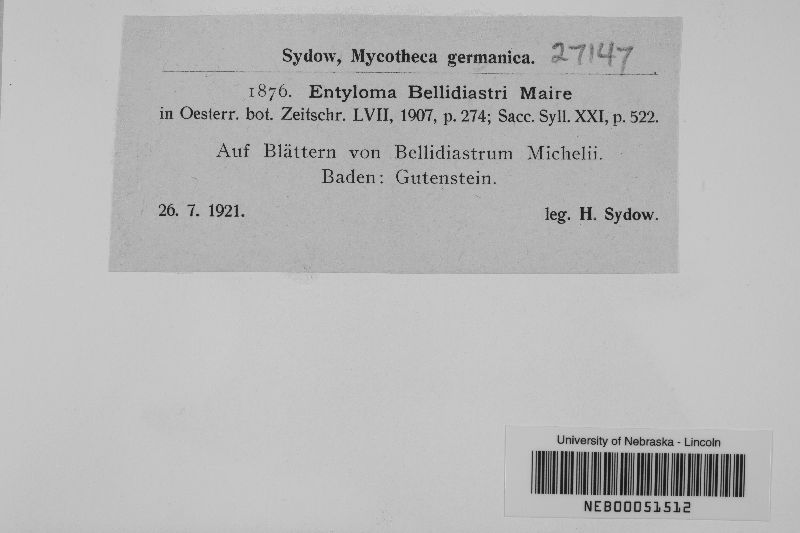 Sydow, Mycotheca germanica. 27147
1876. Entyloma Bellidiastri Maire
in Oesterr. bot. Zeitschr. LVII, 1907, p. 274; Sacc. Syll. XXI, p. 522.
Auf Blättern von Bellidiastrum Michelii.
Baden: Gutenstein.
26. 7. 1921. leg. H. Sydow.
University of Nebraska - Lincoln
NEB00051512